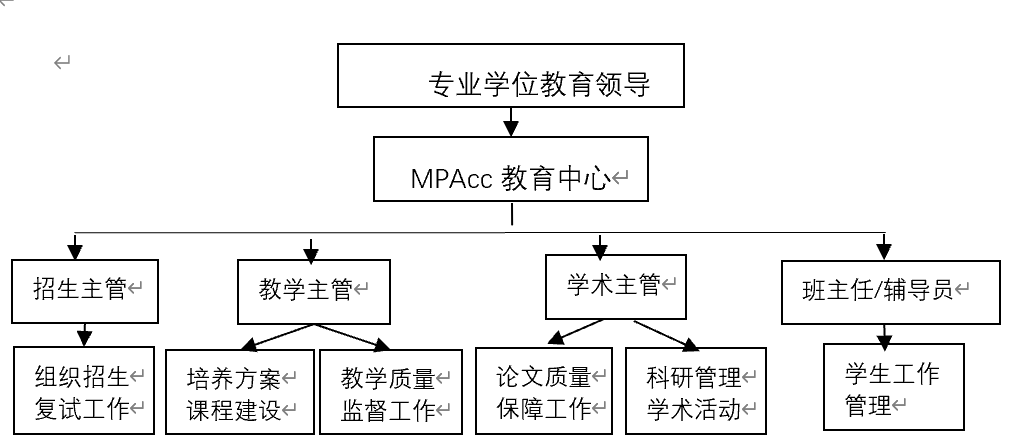 专业学位教育领导
MPAcc 教育中心
招生主管
教学主管
学术主管
班主任/辅导员
组织招生
复试工作
培养方案
课程建设
教学质量
监督工作
论文质量
保障工作
科研管理
学术活动
学生工作
管理